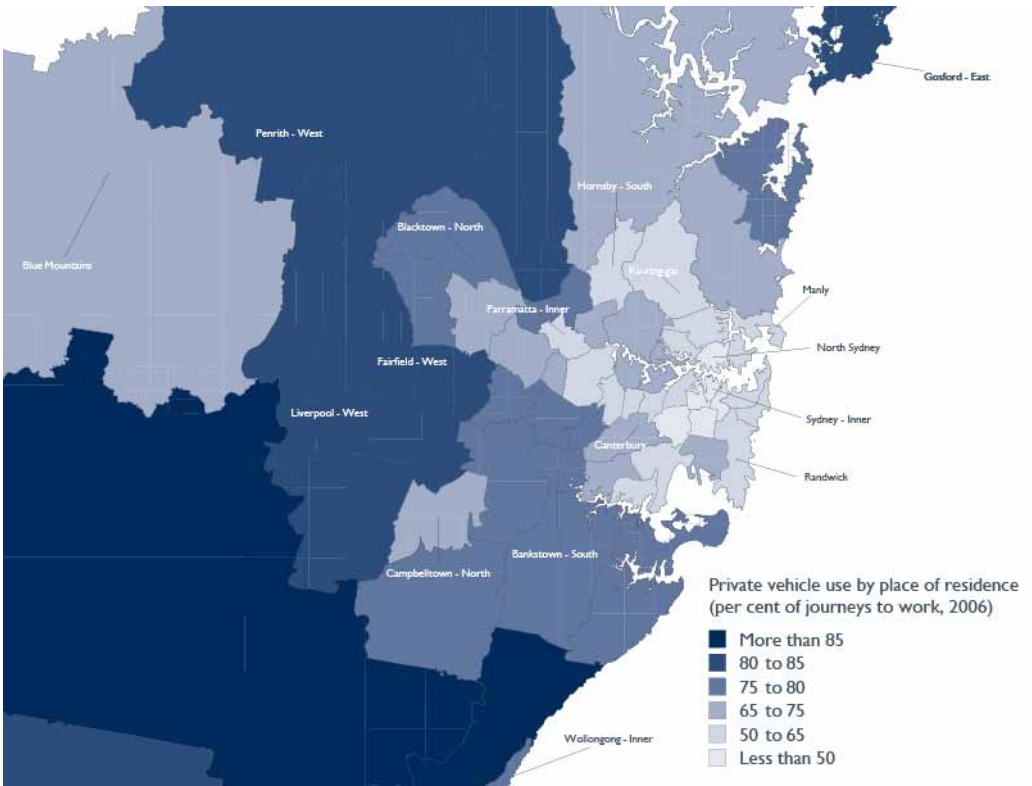 Gosford - East
Penrith - West
Hornsby - South
Blacktown - North
Blue Mountains
Ku-ring-gai
Manly
Parramatta - Inner
North Sydney
Fairfield - West
Liverpool - West
Sydney - Inner
Canterbury
Randwick
Bankstown - South
Campbelltown - North
Private vehicle use by place of residence
(per cent of journeys to work, 2006)
More than 85
80 to 85
75 to 80
65 to 75
50 to 65
Less than 50
Wollongong - Inner